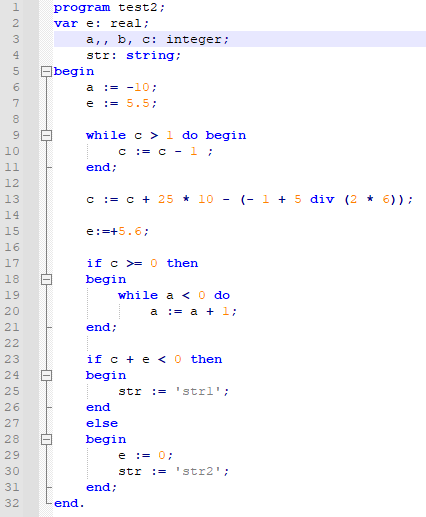 1 program test2;
2 var e: real;
3 a,, b, c: integer;
4 str: string;
5 begin
6 a := -10;
7 e := 5.5;
8
9 while c > 1 do begin
10 c := c - 1 ;
11 end;
12
13 c := c + 25 * 10 - (- 1 + 5 div (2 * 6));
14
15 e:=+5.6;
16
17 if c >= 0 then
18 begin
19 while a < 0 do
20 a := a + 1;
21 end;
22
23 if c + e < 0 then
24 begin
25 str := 'str1';
26 end
27 else
28 begin
29 e := 0;
30 str := 'str2';
31 end;
32 end.